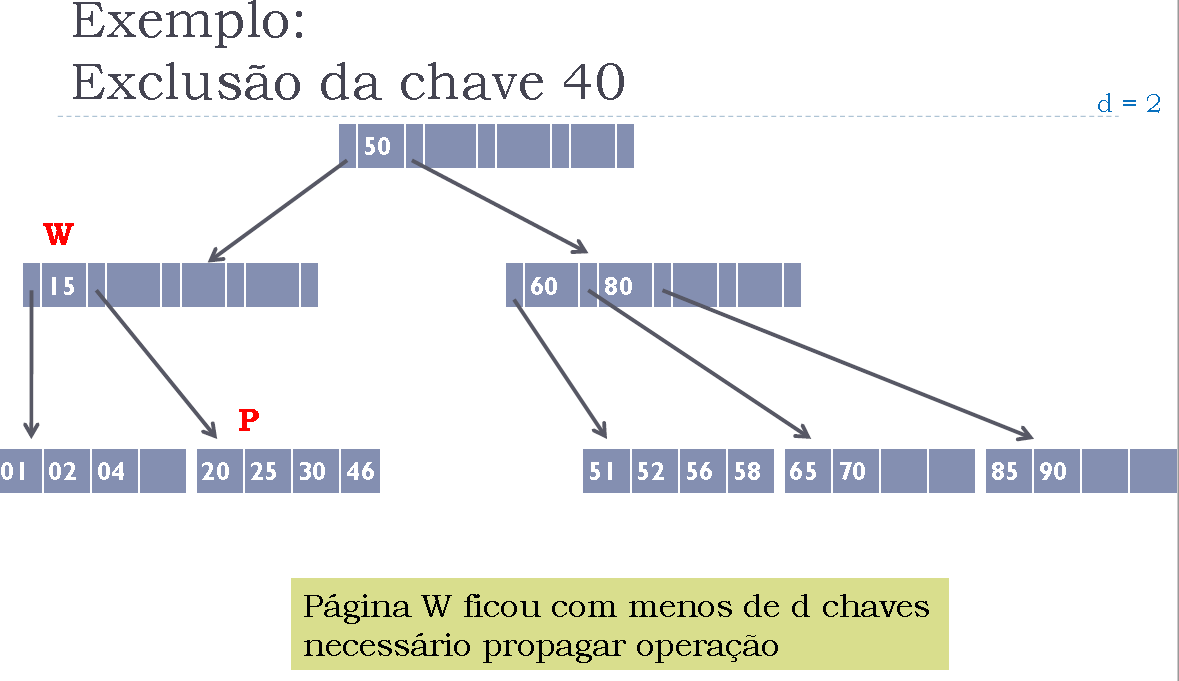 Exemplo:
Exclusão da chave 40
d = 2
50
W
15
60 80
P
01 02 04 20 25 30 46 51 52 56 58 65 70 85 90
Página W ficou com menos de d chaves
necessário propagar operação